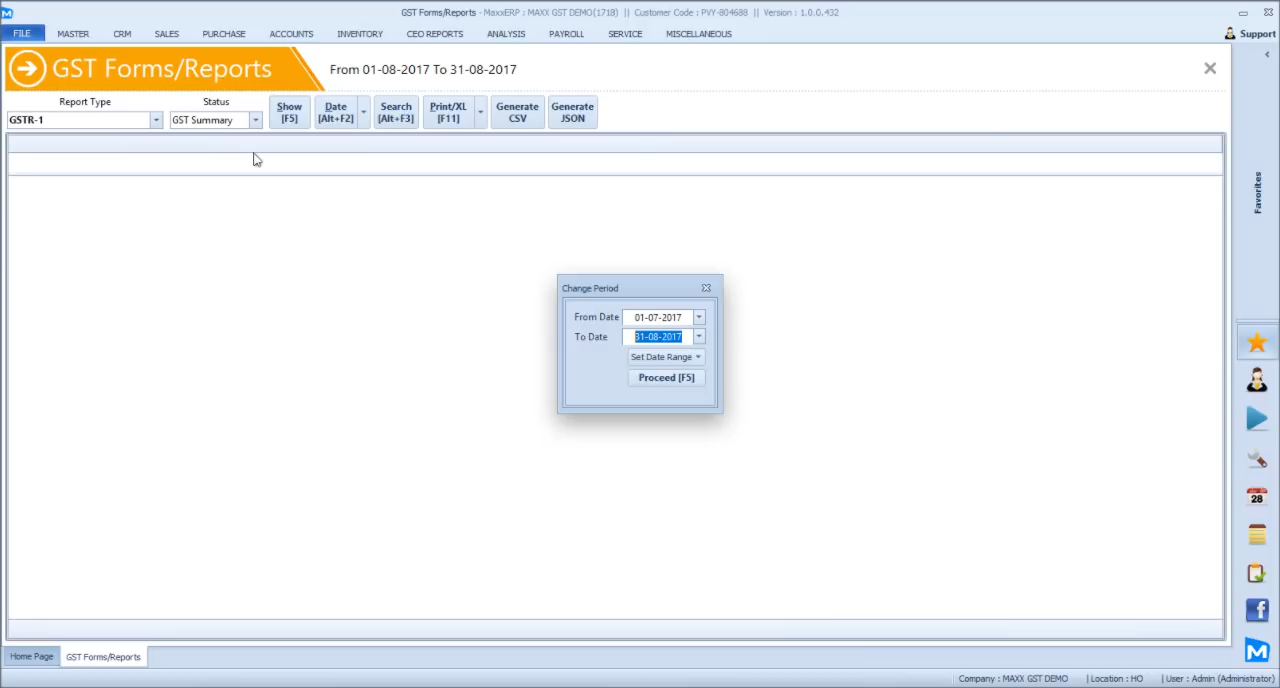 GST Forms/Reports - MaxxERP : MAXX GST DEMO(1718) || Customer Code : PVY-804688 || Version : 1.0.0.432
FILE MASTER CRM SALES PURCHASE ACCOUNTS INVENTORY CEO REPORTS ANALYSIS PAYROLL SERVICE MISCELLANEOUS Support
GST Forms/Reports From 01-08-2017 To 31-08-2017
Report Type Status
GSTR-1 GST Summary
Show [F5]
Date [Alt+F2]
Search [Alt+F3]
Print/XL [F11]
Generate CSV
Generate JSON
Favorites
Change Period
From Date 01-07-2017
To Date 31-08-2017
Set Date Range
Proceed [F5]
28
Home Page GST Forms/Reports
Company : MAXX GST DEMO | Location : HO | User : Admin (Administrator)